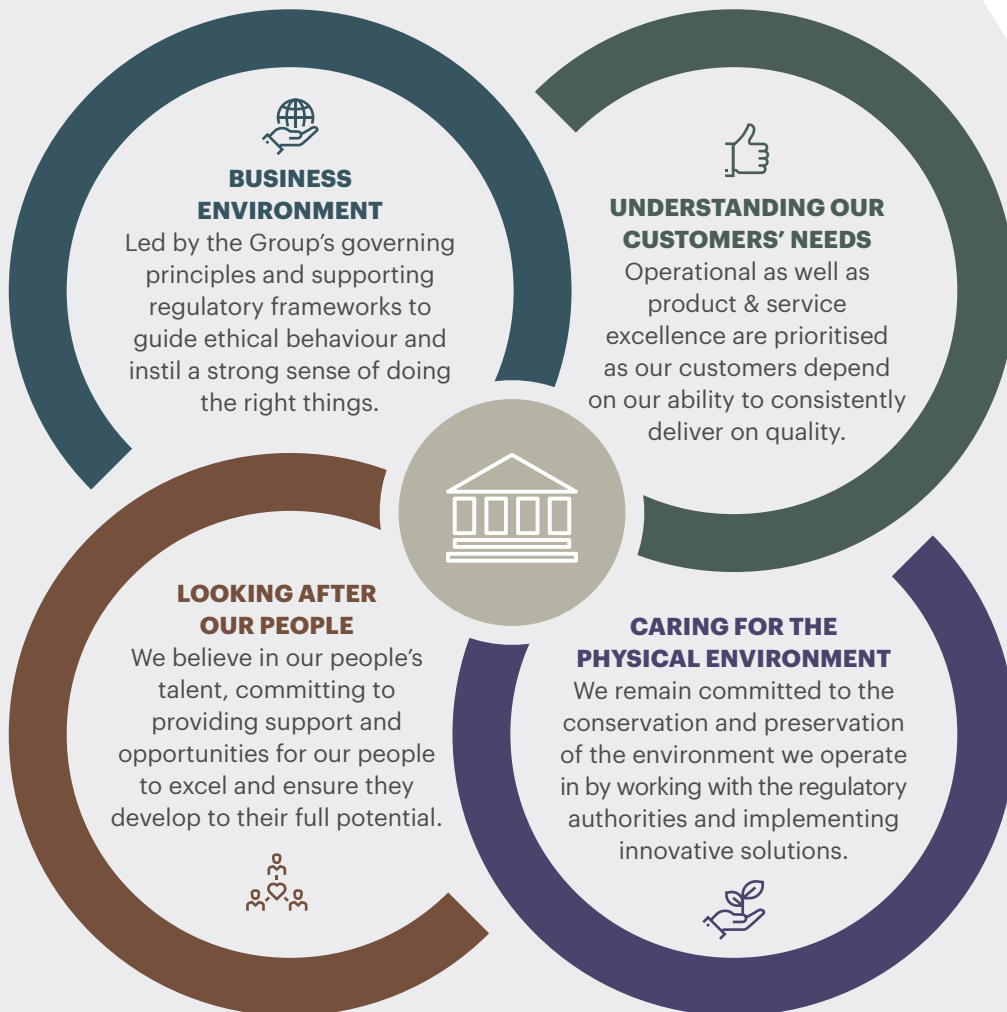 BUSINESS
ENVIRONMENT
Led by the Group’s governing
principles and supporting
regulatory frameworks to
guide ethical behaviour and
instil a strong sense of doing
the right things.
UNDERSTANDING OUR
CUSTOMERS’ NEEDS
Operational as well as
product & service
excellence are prioritised
as our customers depend
on our ability to consistently
deliver on quality.
LOOKING AFTER
OUR PEOPLE
We believe in our people’s
talent, committing to
providing support and
opportunities for our people
to excel and ensure they
develop to their full potential.
CARING FOR THE
PHYSICAL ENVIRONMENT
We remain committed to the
conservation and preservation
of the environment we operate
in by working with the regulatory
authorities and implementing
innovative solutions.